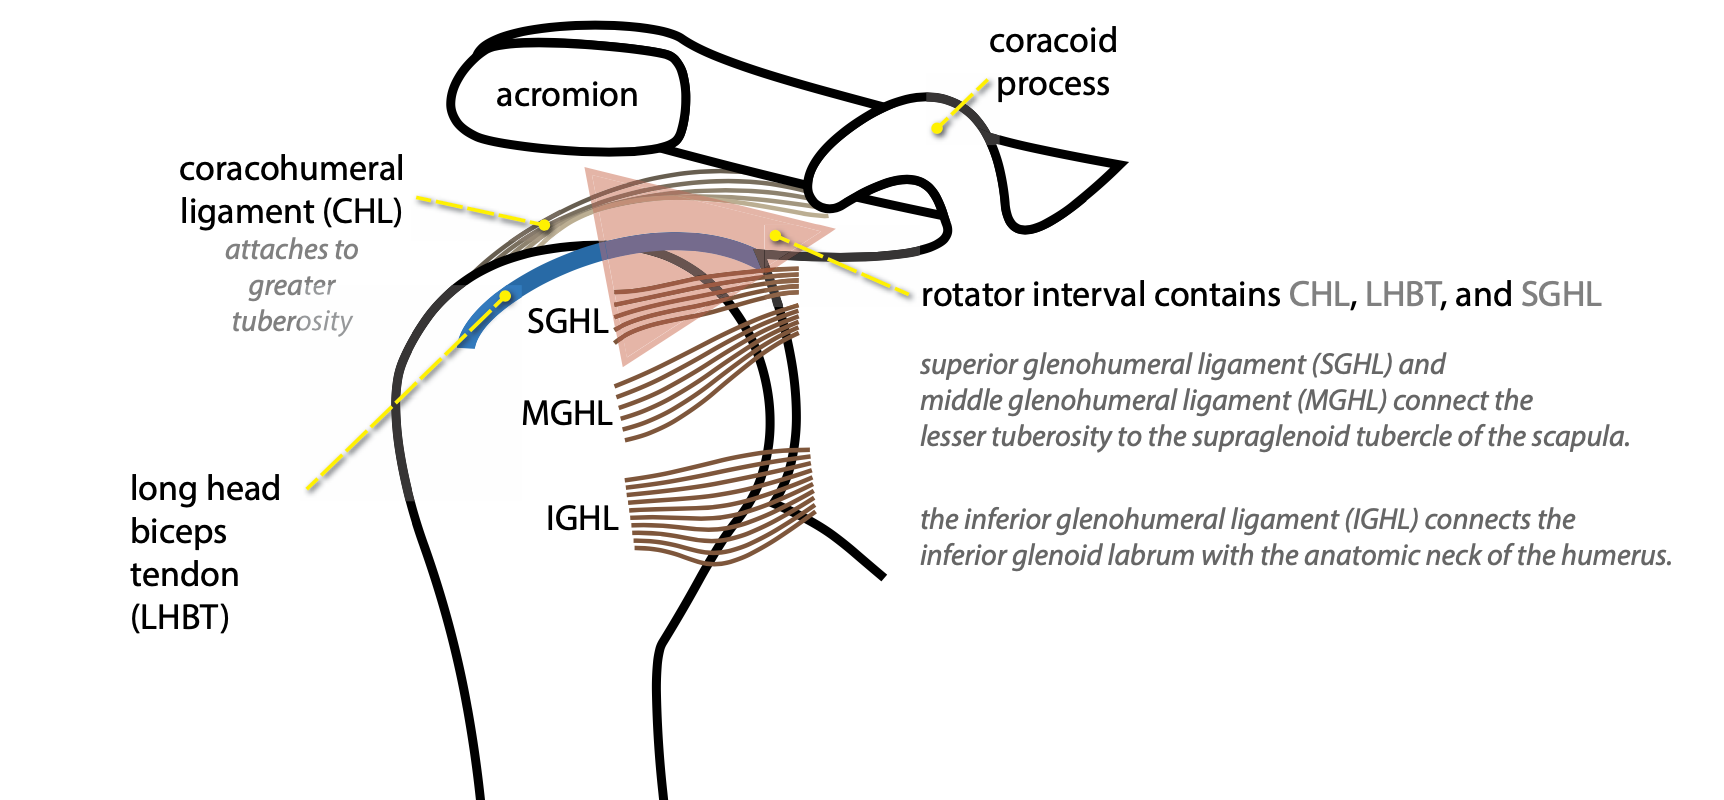 coracoid
process
acromion
coracohumeral
ligament (CHL)
attaches to
greater
tuberosity
rotator interval contains CHL, LHBT, and SGHL
SGHL
superior glenohumeral ligament (SGHL) and
middle glenohumeral ligament (MGHL) connect the
lesser tuberosity to the supraglenoid tubercle of the scapula.
MGHL
long head
biceps
tendon
(LHBT)
IGHL
the inferior glenohumeral ligament (IGHL) connects the
inferior glenoid labrum with the anatomic neck of the humerus.